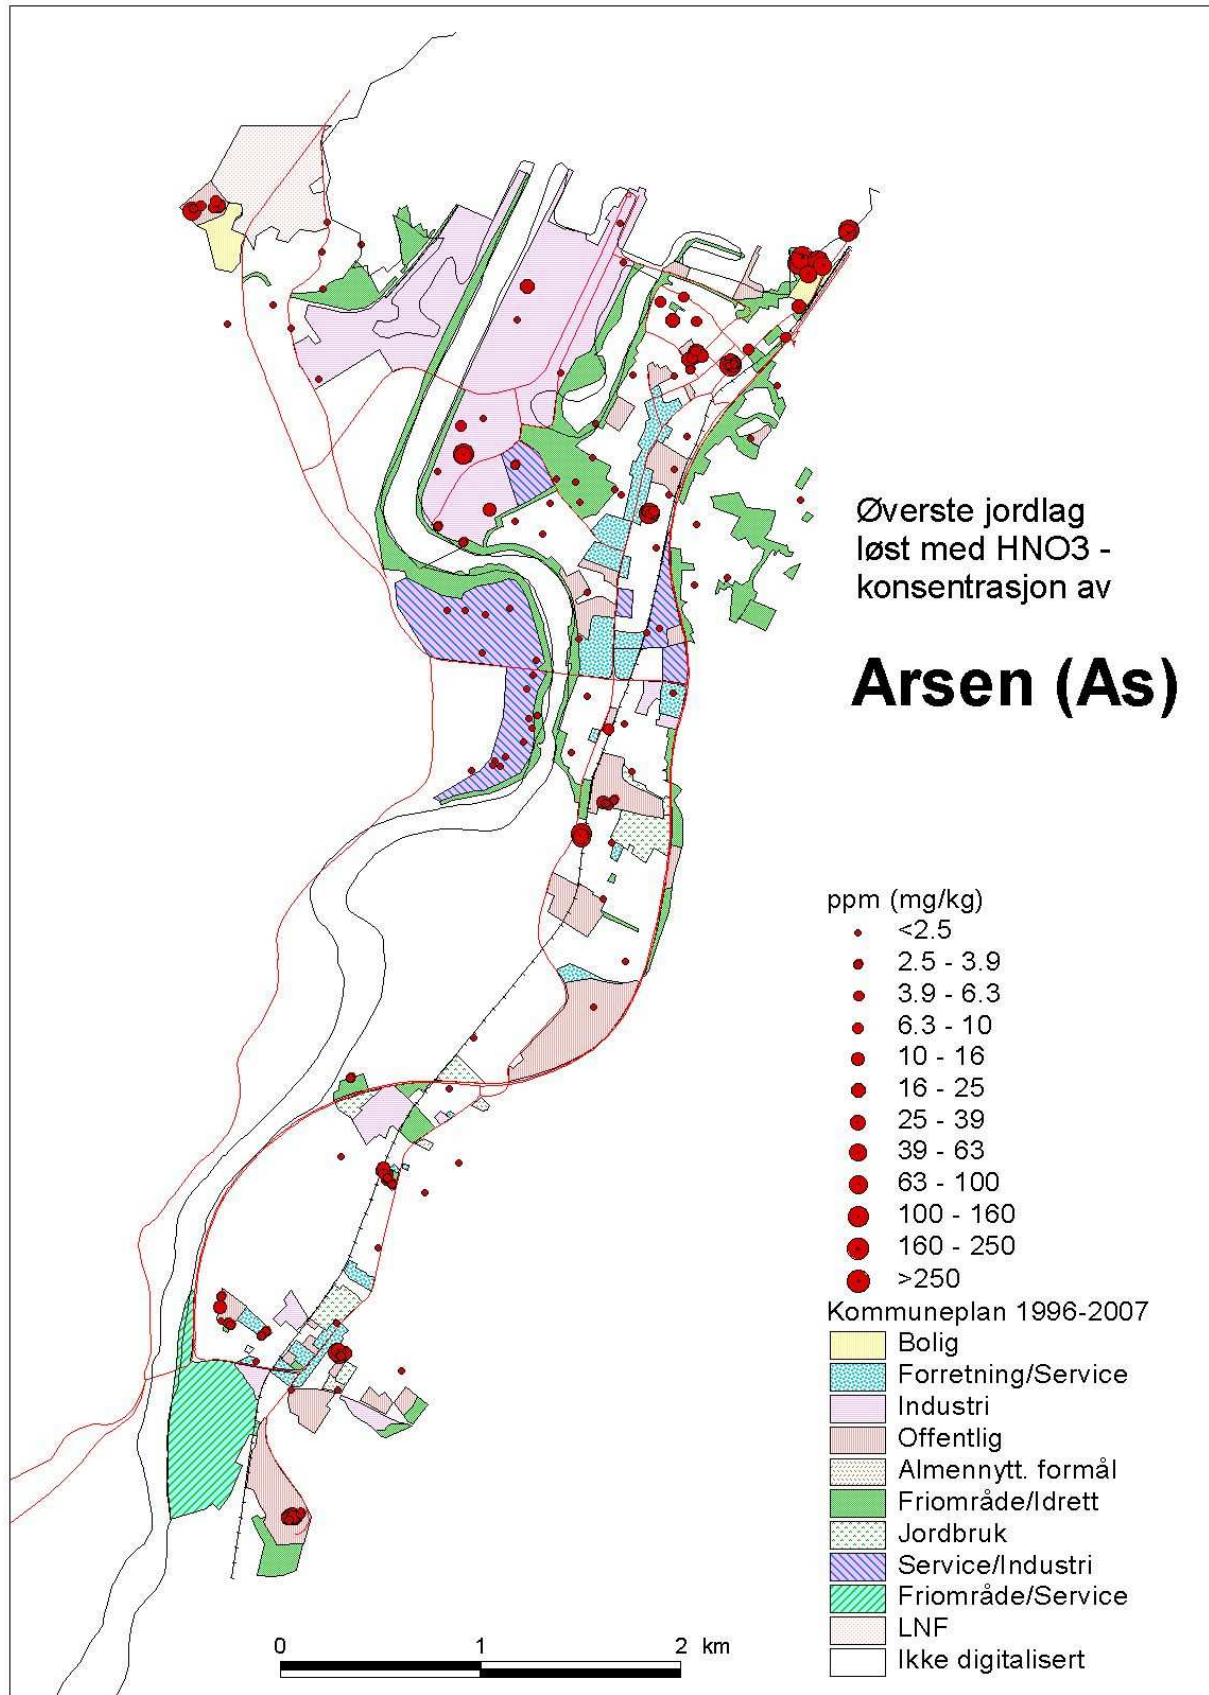 Øverste jordlag
løst med HNO3 -
konsentrasjon av
Arsen (As)
ppm (mg/kg)
<2.5
2.5 - 3.9
3.9 - 6.3
6.3 - 10
10 - 16
16 - 25
25 - 39
39 - 63
63 - 100
100 - 160
160 - 250
>250
Kommuneplan 1996-2007
Bolig
Forretning/Service
Industri
Offentlig
Almennytt. formål
Friområde/Idrett
Jordbruk
Service/Industri
Friområde/Service
LNF
Ikke digitalisert
0 1 2 km